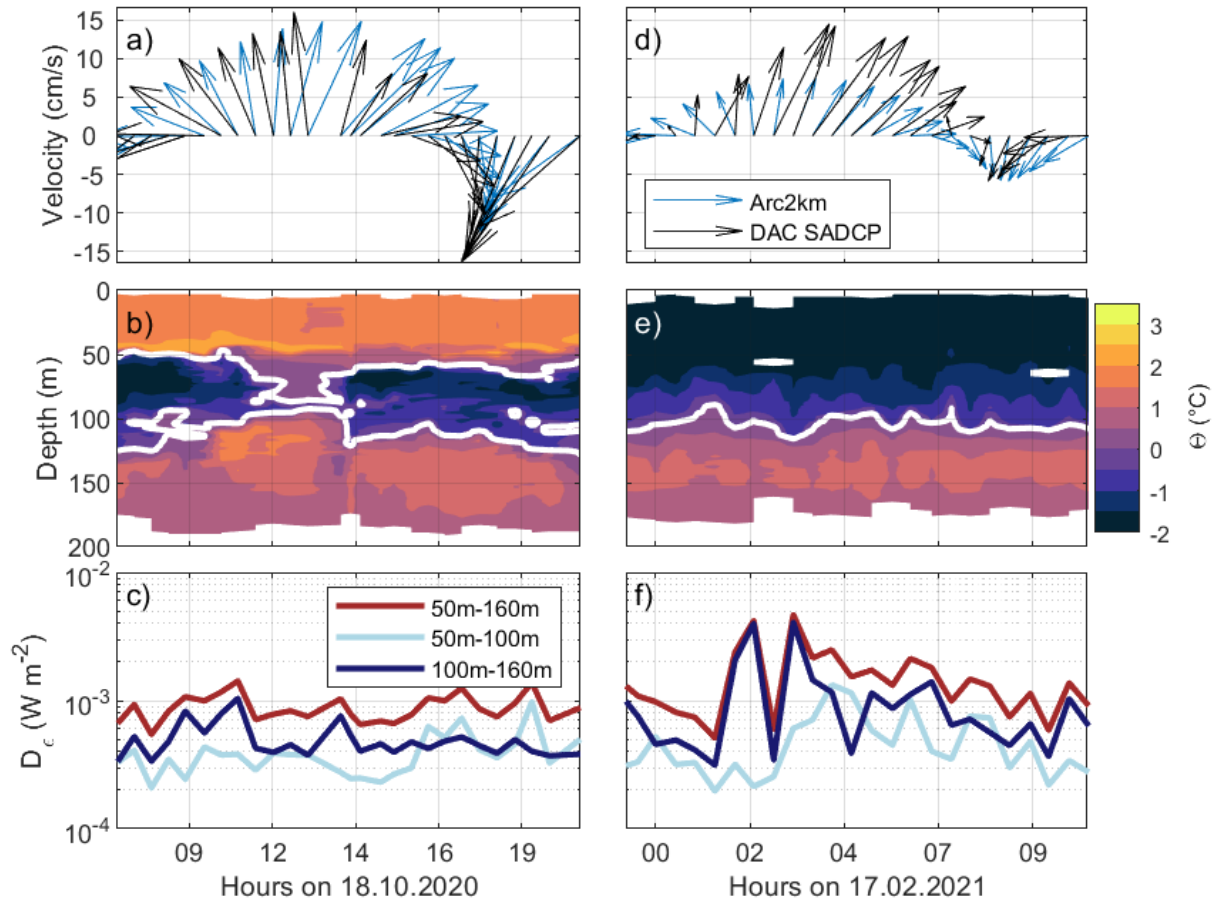 a)
Velocity (cm/s)
15
10
5
0
-5
-10
-15
d)
Arc2km
DAC SADCP
b)
Depth (m)
0
50
100
150
200
e)
3
2
1
0
-1
-2
Θ (°C)
c)
D_ε (W m⁻²)
10⁻²
10⁻³
10⁻⁴
50m-160m
50m-100m
100m-160m
f)
09 12 14 16 19
Hours on 18.10.2020
00 02 04 07 09
Hours on 17.02.2021